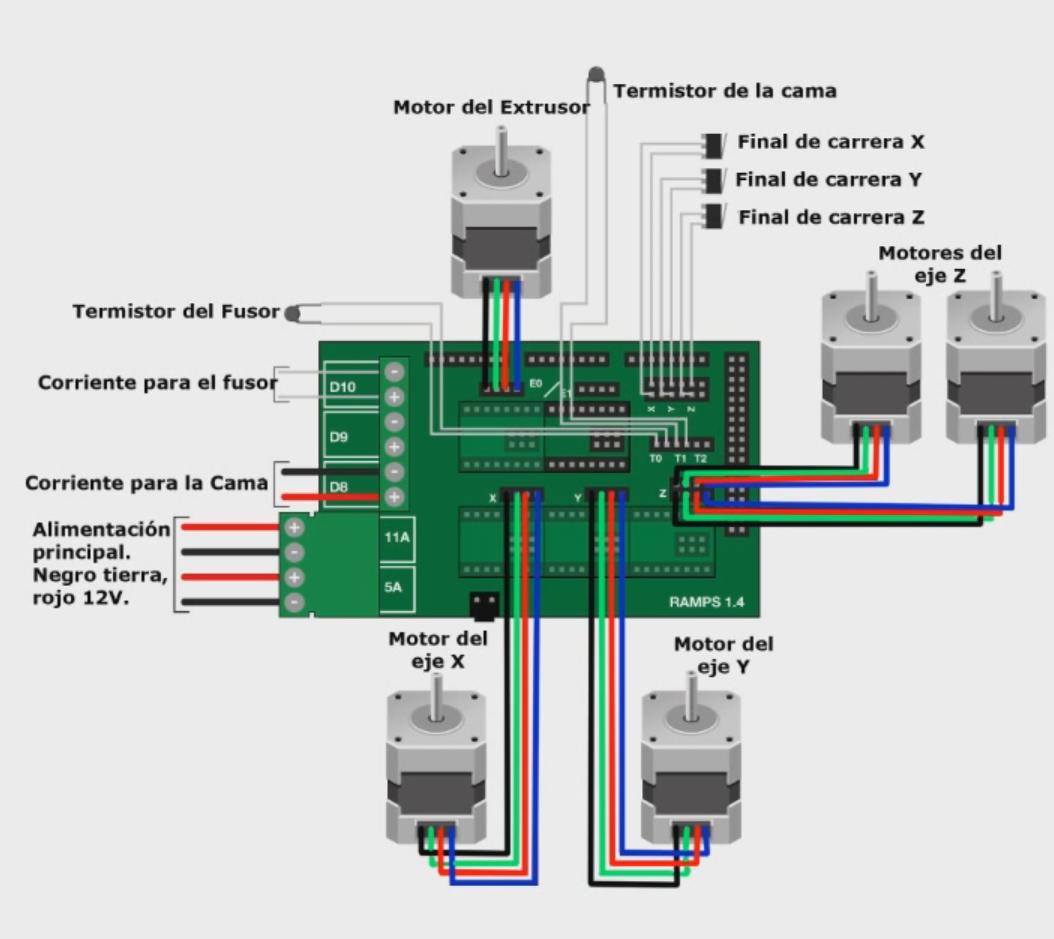 Termistor de la cama
Motor del Extrusor
Final de carrera X
Final de carrera Y
Final de carrera Z
Motores del
eje Z
Termistor del Fusor
Corriente para el fusor
D10
E0
E1
X
Y
Z
D9
T0 T1 T2
Corriente para la Cama
D8
X
Y
Z
Alimentación
principal.
Negro tierra,
rojo 12V.
11A
5A
RAMPS 1.4
Motor del
eje X
Motor del
eje Y